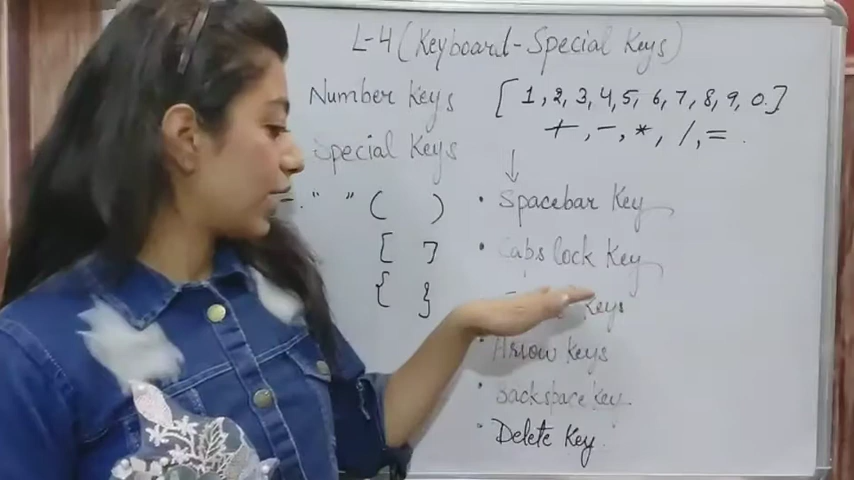 L-4 (Keyboard-Special Keys)
Number Keys [1,2,3,4,5,6,7,8,9,0.]
+,-,*,/,=.
Special Keys
-." " ( )
[ ]
{ }
• Spacebar Key
• Cabs lock Key
Keys
• Arrow Keys
• Backspace Key.
• Delete Key.